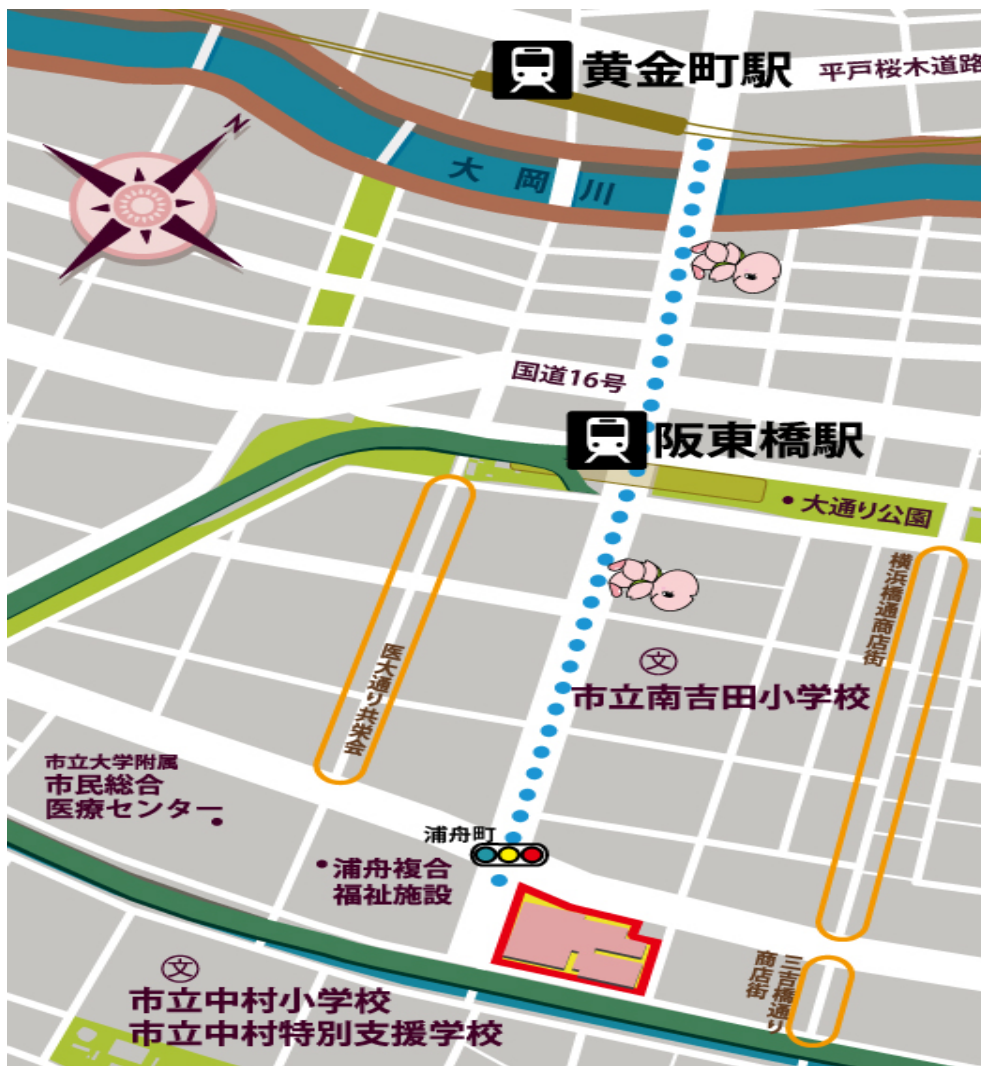 黄金町駅
平戸桜木道路
N
大岡川
国道16号
阪東橋駅
大通り公園
横浜橋通商店街
文
市立南吉田小学校
医大通り共栄会
市立大学附属
市民総合
医療センター
浦舟町
浦舟複合
福祉施設
三吉橋通り
商店街
文
市立中村小学校
市立中村特別支援学校